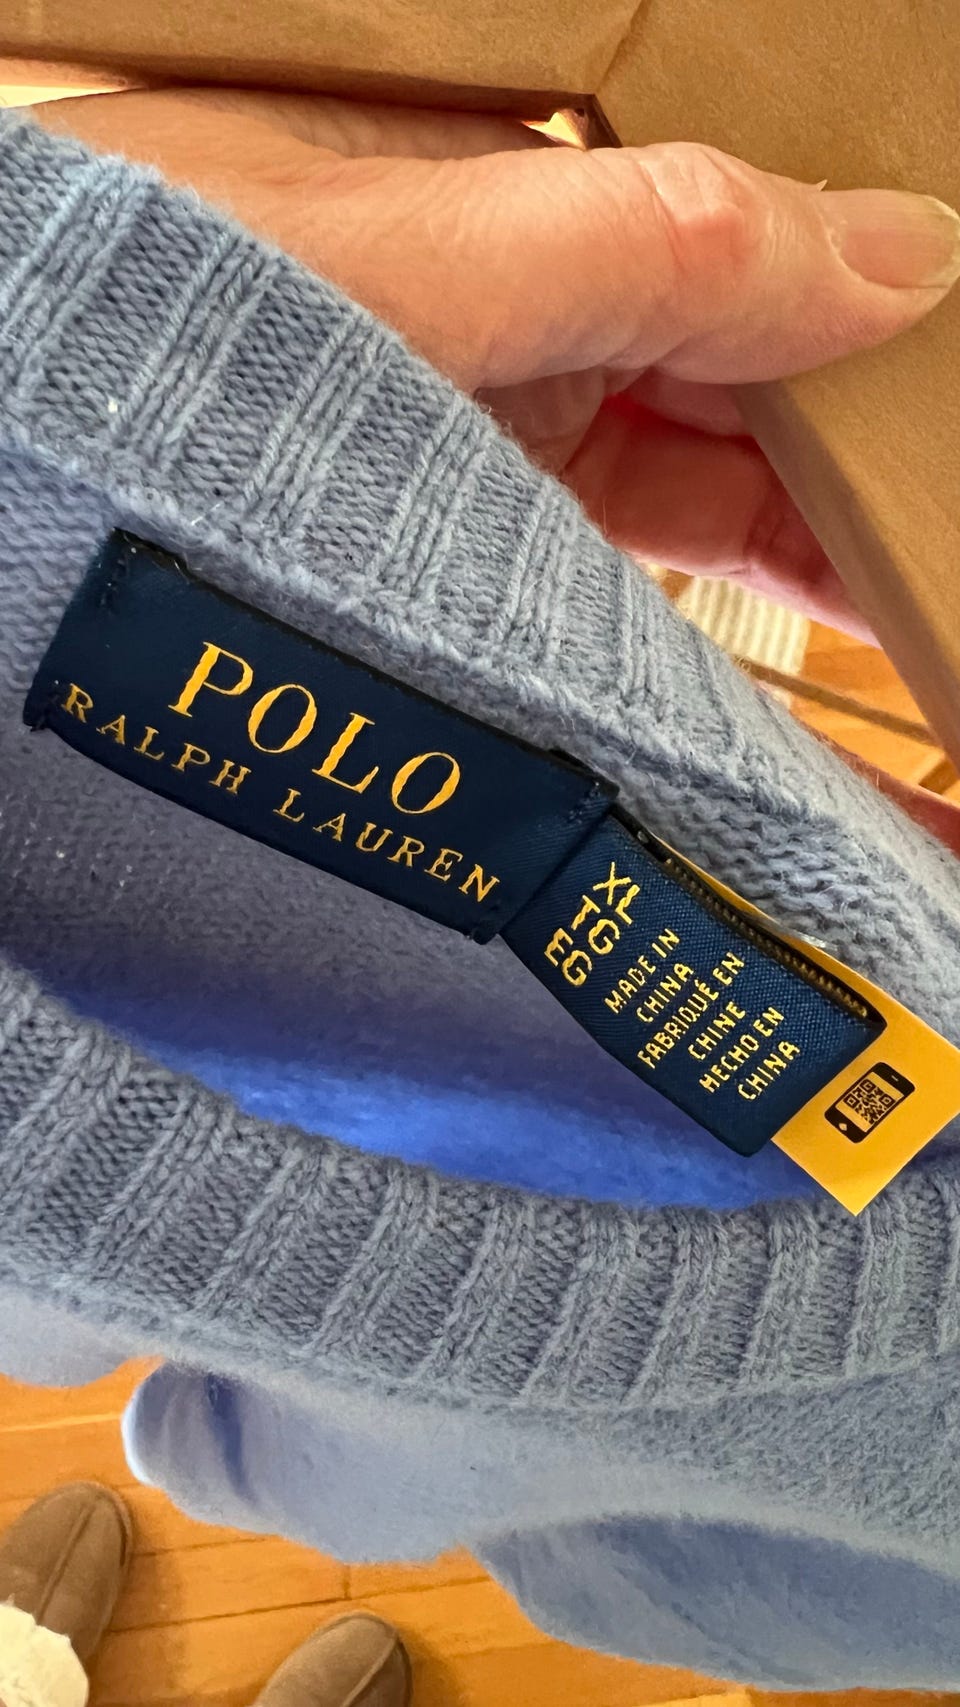 POLO
RALPH LAUREN
XL
TG
EG
MADE IN
CHINA
FABRIQUÉ EN
CHINE
HECHO EN
CHINA